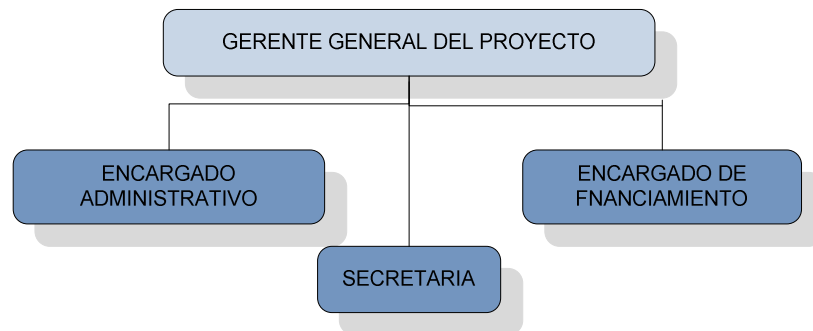 GERENTE GENERAL DEL PROYECTO
ENCARGADO
ADMINISTRATIVO
ENCARGADO DE
FNANCIAMIENTO
SECRETARIA